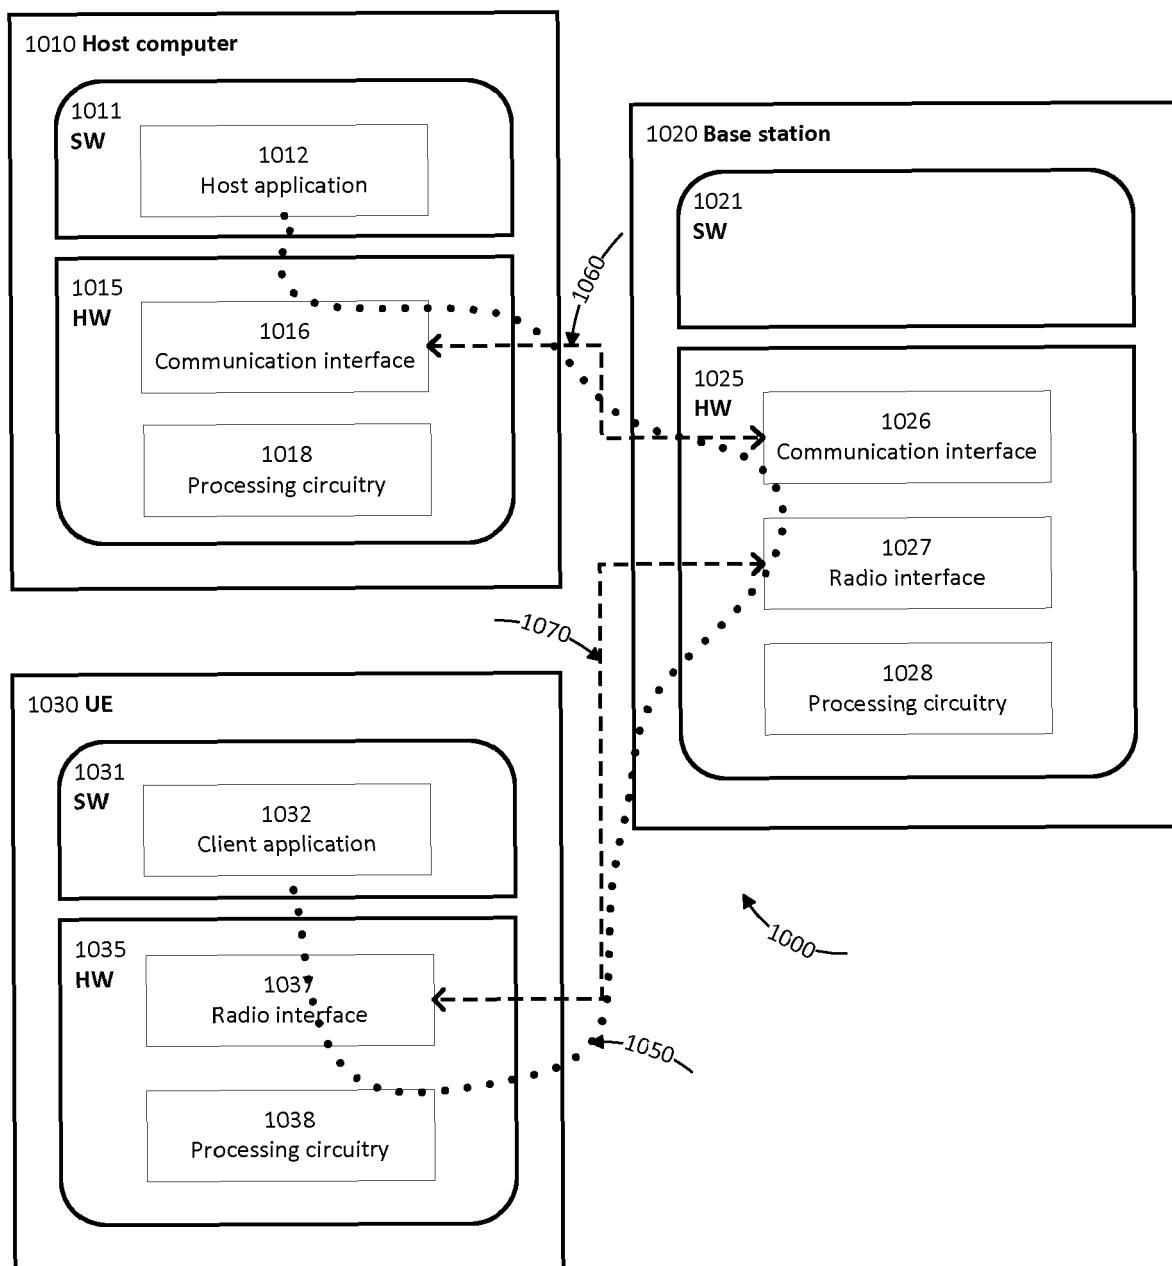 1010 Host computer
1011
SW
1012
Host application
1015
HW
1016
Communication interface
1018
Processing circuitry
1060
1020 Base station
1021
SW
1025
HW
1026
Communication interface
1027
Radio interface
1028
Processing circuitry
1070
1030 UE
1031
SW
1032
Client application
1035
HW
1037
Radio interface
1038
Processing circuitry
1000
1050